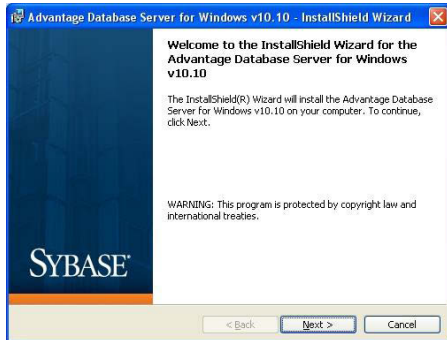 Advantage Database Server for Windows v10.10 - InstallShield Wizard
Welcome to the InstallShield Wizard for the
Advantage Database Server for Windows
v10.10
The InstallShield(R) Wizard will install the Advantage Database
Server for Windows v10.10 on your computer. To continue,
click Next.
WARNING: This program is protected by copyright law and
international treaties.
SYBASE
< Back
Next >
Cancel